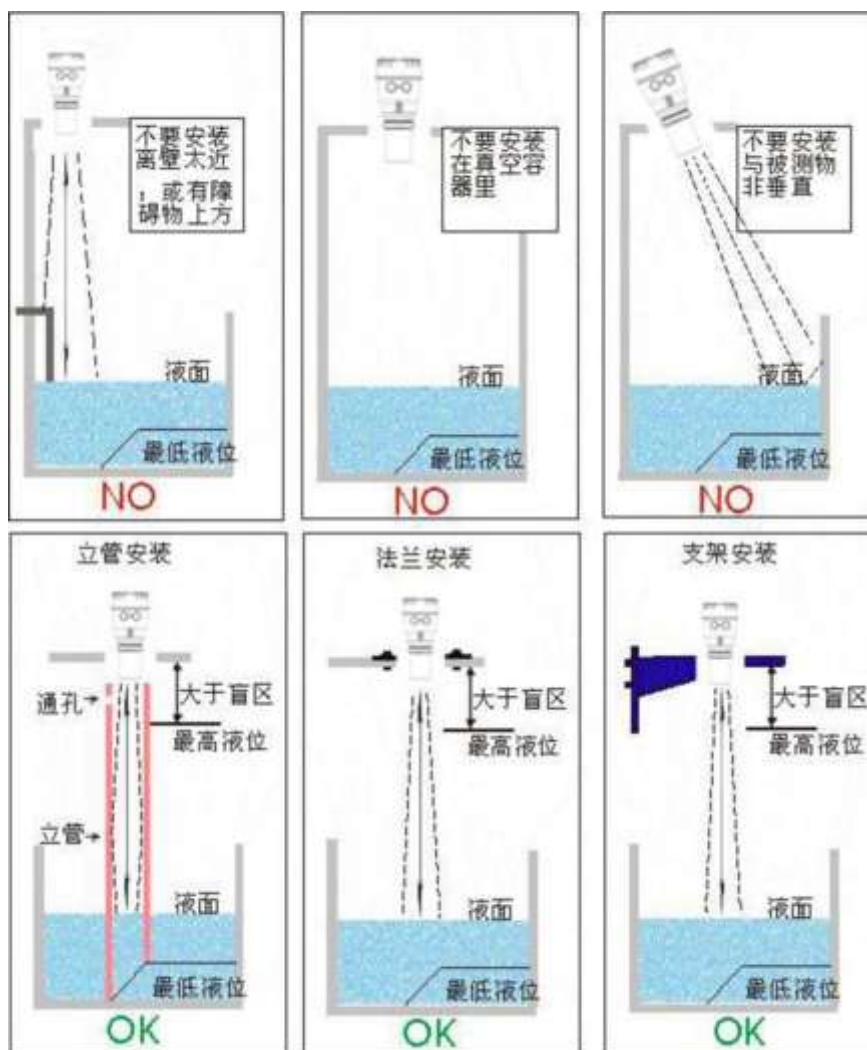 不要安装
离壁太近
；或有障
碍物上方
液面
最低液位
NO
不要安装
在真空容
器里
液面
最低液位
NO
不要安装
与被测物
非垂直
液面
最低液位
NO
立管安装
通孔→
大于盲区
最高液位
立管→
液面
最低液位
OK
法兰安装
大于盲区
最高液位
液面
最低液位
OK
支架安装
大于盲区
最高液位
液面
最低液位
OK